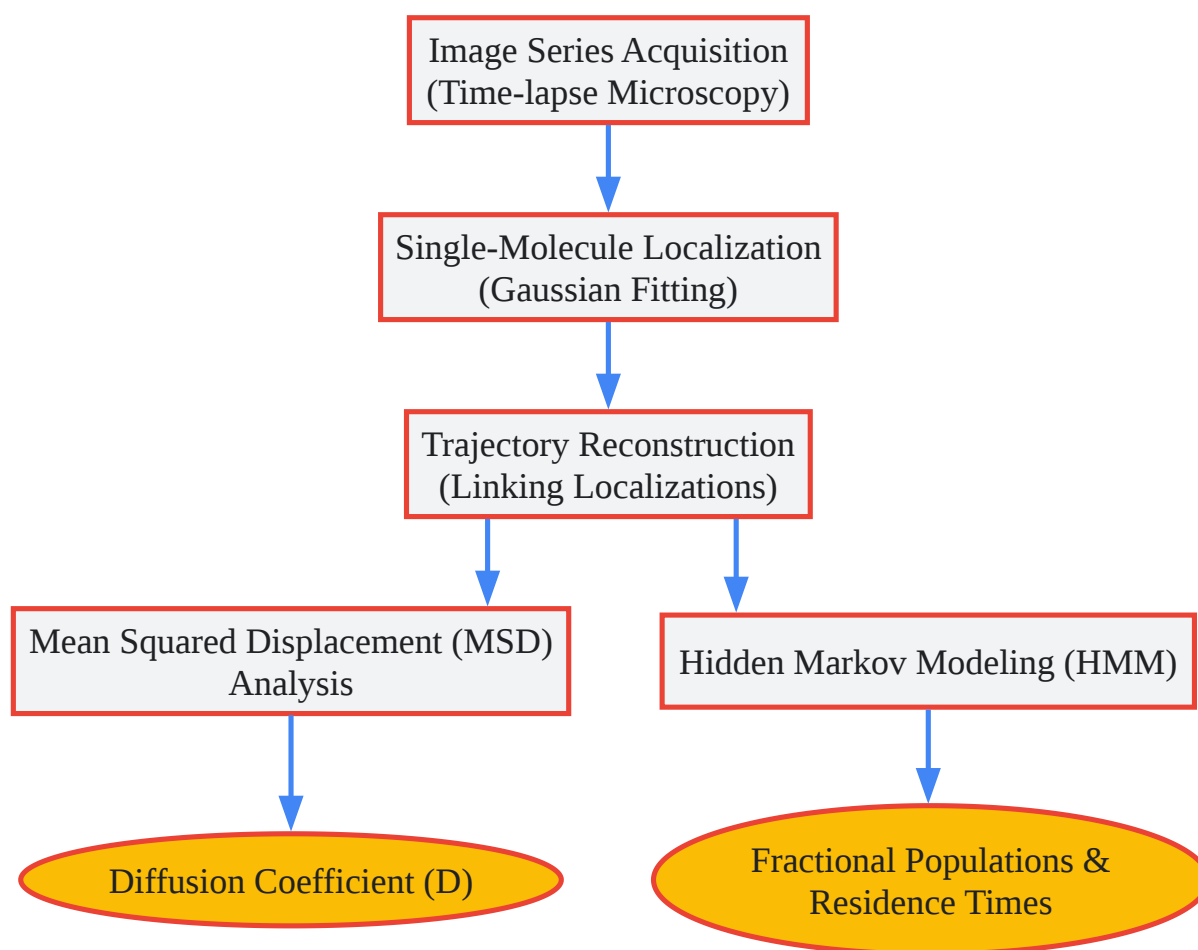 Image Series Acquisition
(Time-lapse Microscopy)
Single-Molecule Localization
(Gaussian Fitting)
Trajectory Reconstruction
(Linking Localizations)
Mean Squared Displacement (MSD)
Analysis
Hidden Markov Modeling (HMM)
Diffusion Coefficient (D)
Fractional Populations &
Residence Times